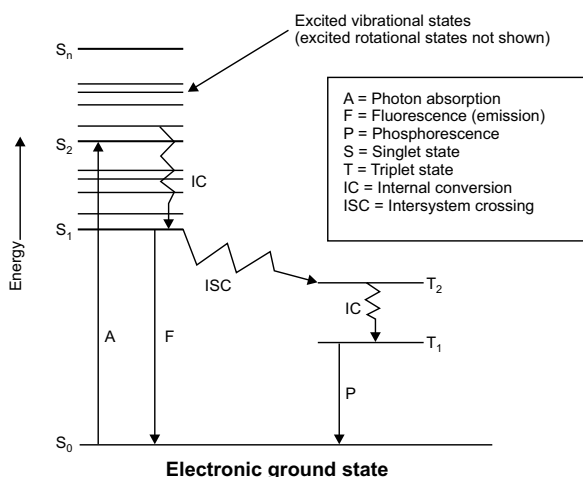 Excited vibrational states
(excited rotational states not shown)
Sn
A = Photon absorption
F = Fluorescence (emission)
P = Phosphorescence
S = Singlet state
T = Triplet state
IC = Internal conversion
ISC = Intersystem crossing
S2
IC
S1
Energy
ISC
T2
IC
T1
A
F
P
S0
Electronic ground state